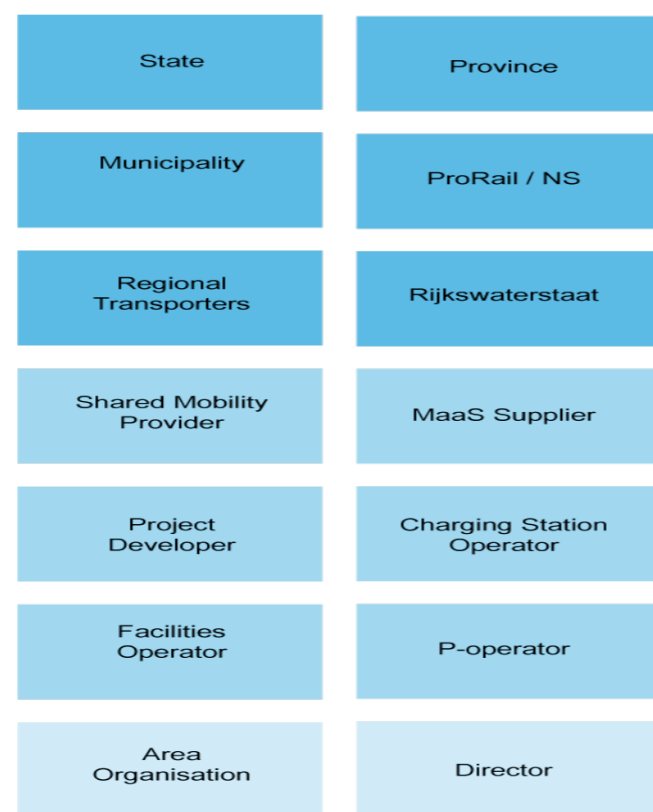 State
Province
Municipality
ProRail / NS
Regional
Transporters
Rijkswaterstaat
Shared Mobility
Provider
MaaS Supplier
Project
Developer
Charging Station
Operator
Facilities
Operator
P-operator
Area
Organisation
Director